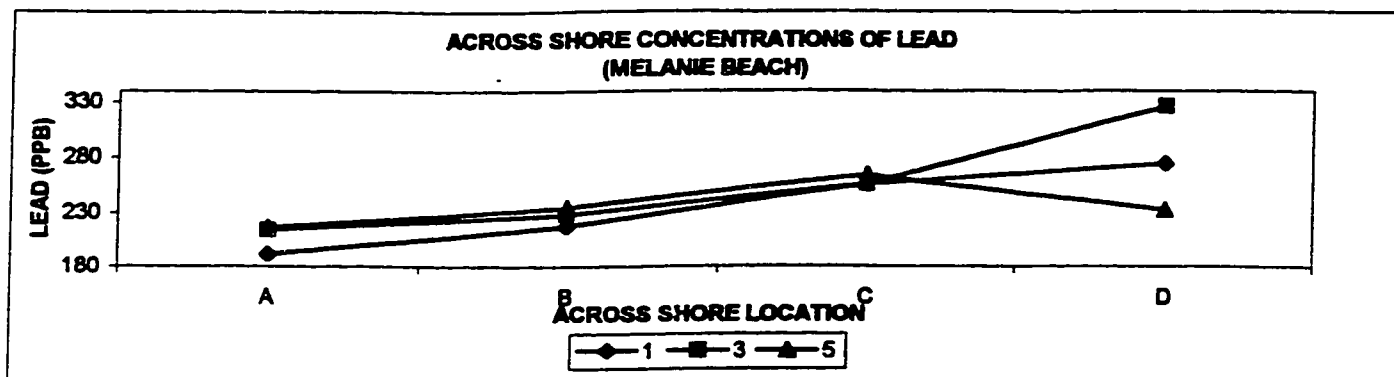 ACROSS SHORE CONCENTRATIONS OF LEAD
(MELANIE BEACH)
LEAD (PPB)
330
280
230
180
A B C D
ACROSS SHORE LOCATION
1 3 5